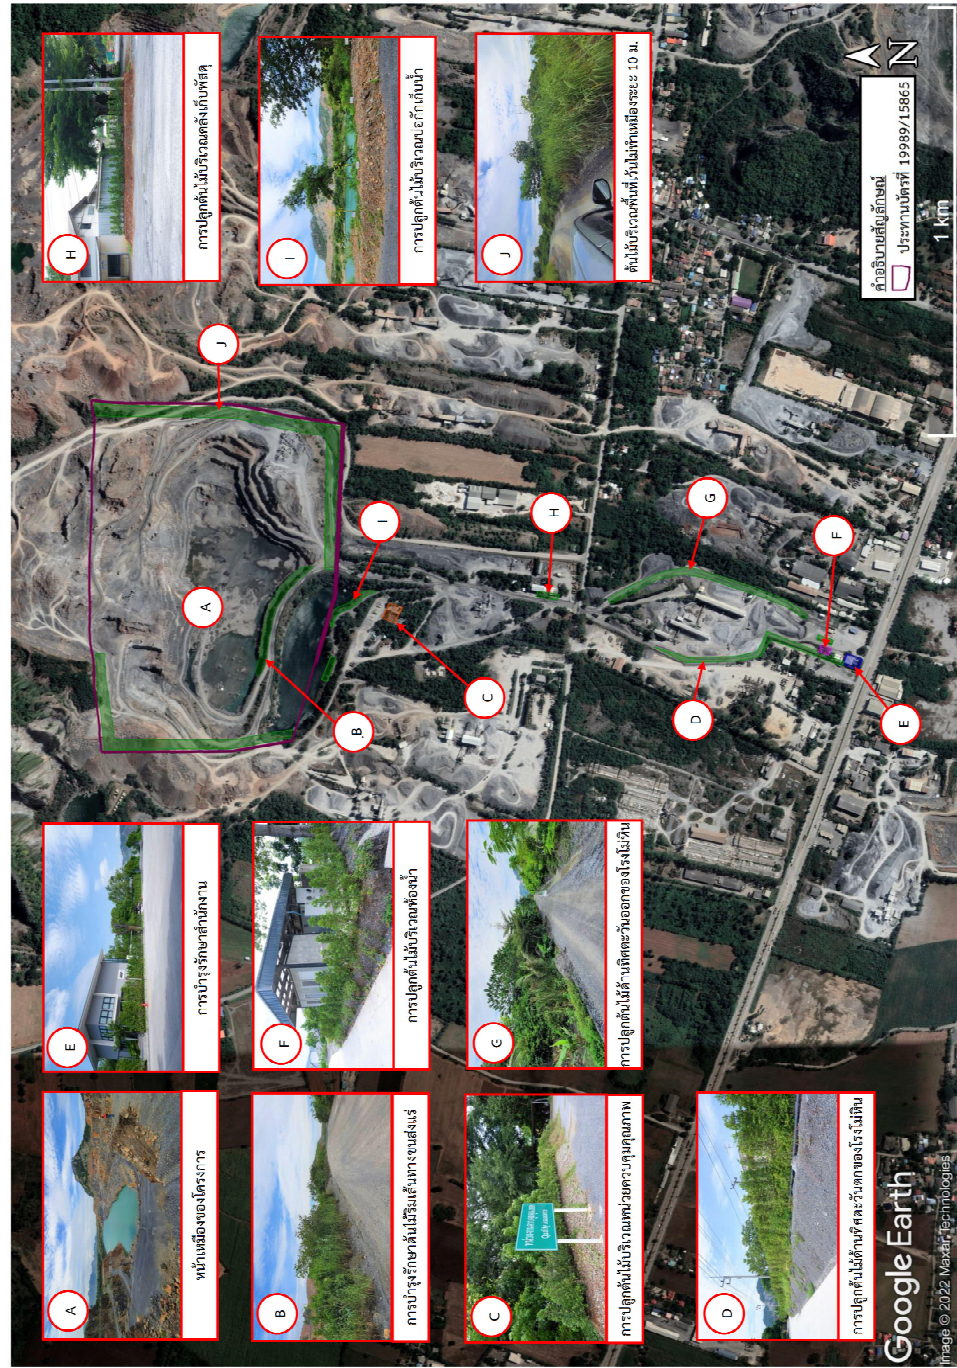 A
หน้าเหมืองของโครงการ
B
การบำรุงรักษาต้นไม้ริมเส้นทางขนส่งแร่
C
การปลูกต้นไม้บริเวณหน่วยควบคุมคุณภาพ
D
การปลูกต้นไม้ด้านทิศตะวันตกของโรงโม่หิน
E
การบำรุงรักษาสำนักงาน
F
การปลูกต้นไม้บริเวณห้องน้ำ
G
การปลูกต้นไม้ด้านทิศตะวันออกของโรงโม่หิน
H
การปลูกต้นไม้บริเวณคลังเก็บพัสดุ
I
การปลูกต้นไม้บริเวณบ่อกักเก็บน้ำ
J
ต้นไม้บริเวณพื้นที่เว้นไม่ทำเหมืองระยะ 10 ม.
A
B
C
D
E
F
G
H
I
J
N
คำอธิบายสัญลักษณ์
ประทานบัตรที่ 19989/15865
1 km
Google Earth
Image © 2022 Maxar Technologies